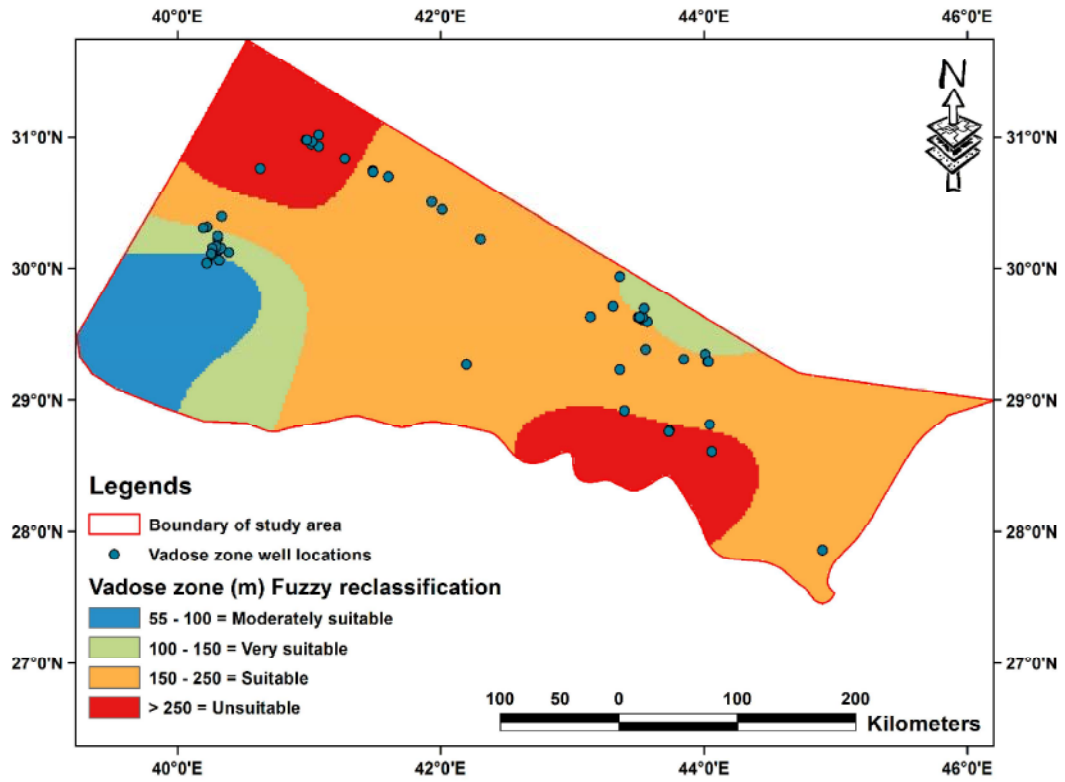 40°0'E 42°0'E 44°0'E 46°0'E
N
31°0'N 31°0'N
30°0'N 30°0'N
29°0'N 29°0'N
28°0'N 28°0'N
27°0'N 27°0'N
Legends
Boundary of study area
Vadose zone well locations
Vadose zone (m) Fuzzy reclassification
55 - 100 = Moderately suitable
100 - 150 = Very suitable
150 - 250 = Suitable
> 250 = Unsuitable
100 50 0 100 200
Kilometers
40°0'E 42°0'E 44°0'E 46°0'E